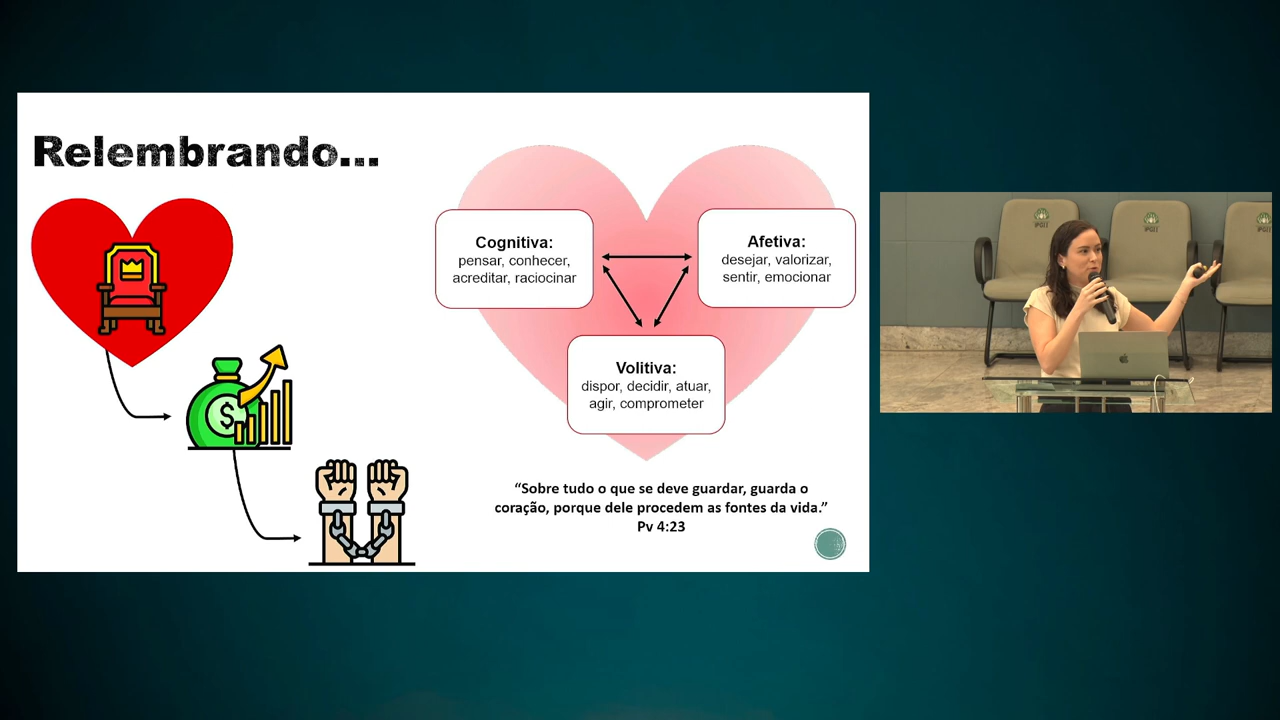 Relembrando...
Cognitiva:
pensar, conhecer,
acreditar, raciocinar
Afetiva:
desejar, valorizar,
sentir, emocionar
Volitiva:
dispor, decidir, atuar,
agir, comprometer
“Sobre tudo o que se deve guardar, guarda o
coração, porque dele procedem as fontes da vida.”
Pv 4:23
$